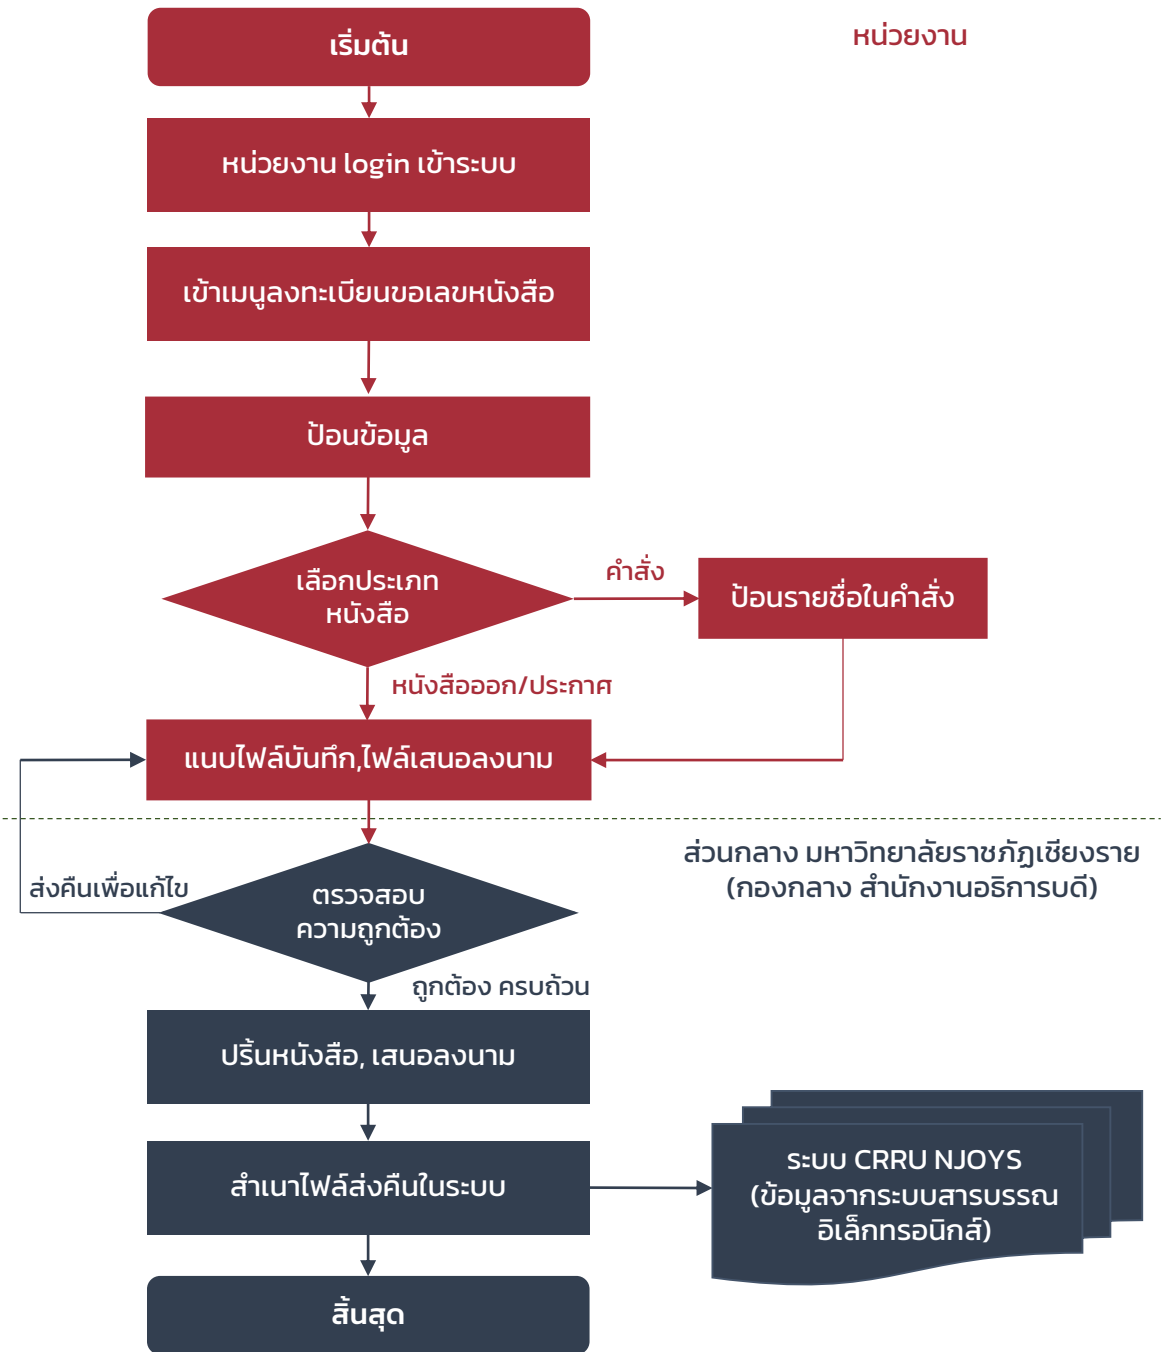 เริ่มต้น
หน่วยงาน
หน่วยงาน login เข้าระบบ
เข้าเมนูลงทะเบียนขอเลขหนังสือ
ป้อนข้อมูล
เลือกประเภท
หนังสือ
คำสั่ง
ป้อนรายชื่อในคำสั่ง
หนังสือออก/ประกาศ
แนบไฟล์บันทึก,ไฟล์เสนอลงนาม
ส่วนกลาง มหาวิทยาลัยราชภัฏเชียงราย
(กองกลาง สำนักงานอธิการบดี)
ส่งคืนเพื่อแก้ไข
ตรวจสอบ
ความถูกต้อง
ถูกต้อง ครบถ้วน
ปริ้นหนังสือ, เสนอลงนาม
สำเนาไฟล์ส่งคืนในระบบ
ระบบ CRRU NJOYS
(ข้อมูลจากระบบสารบรรณ
อิเล็กทรอนิกส์)
สิ้นสุด